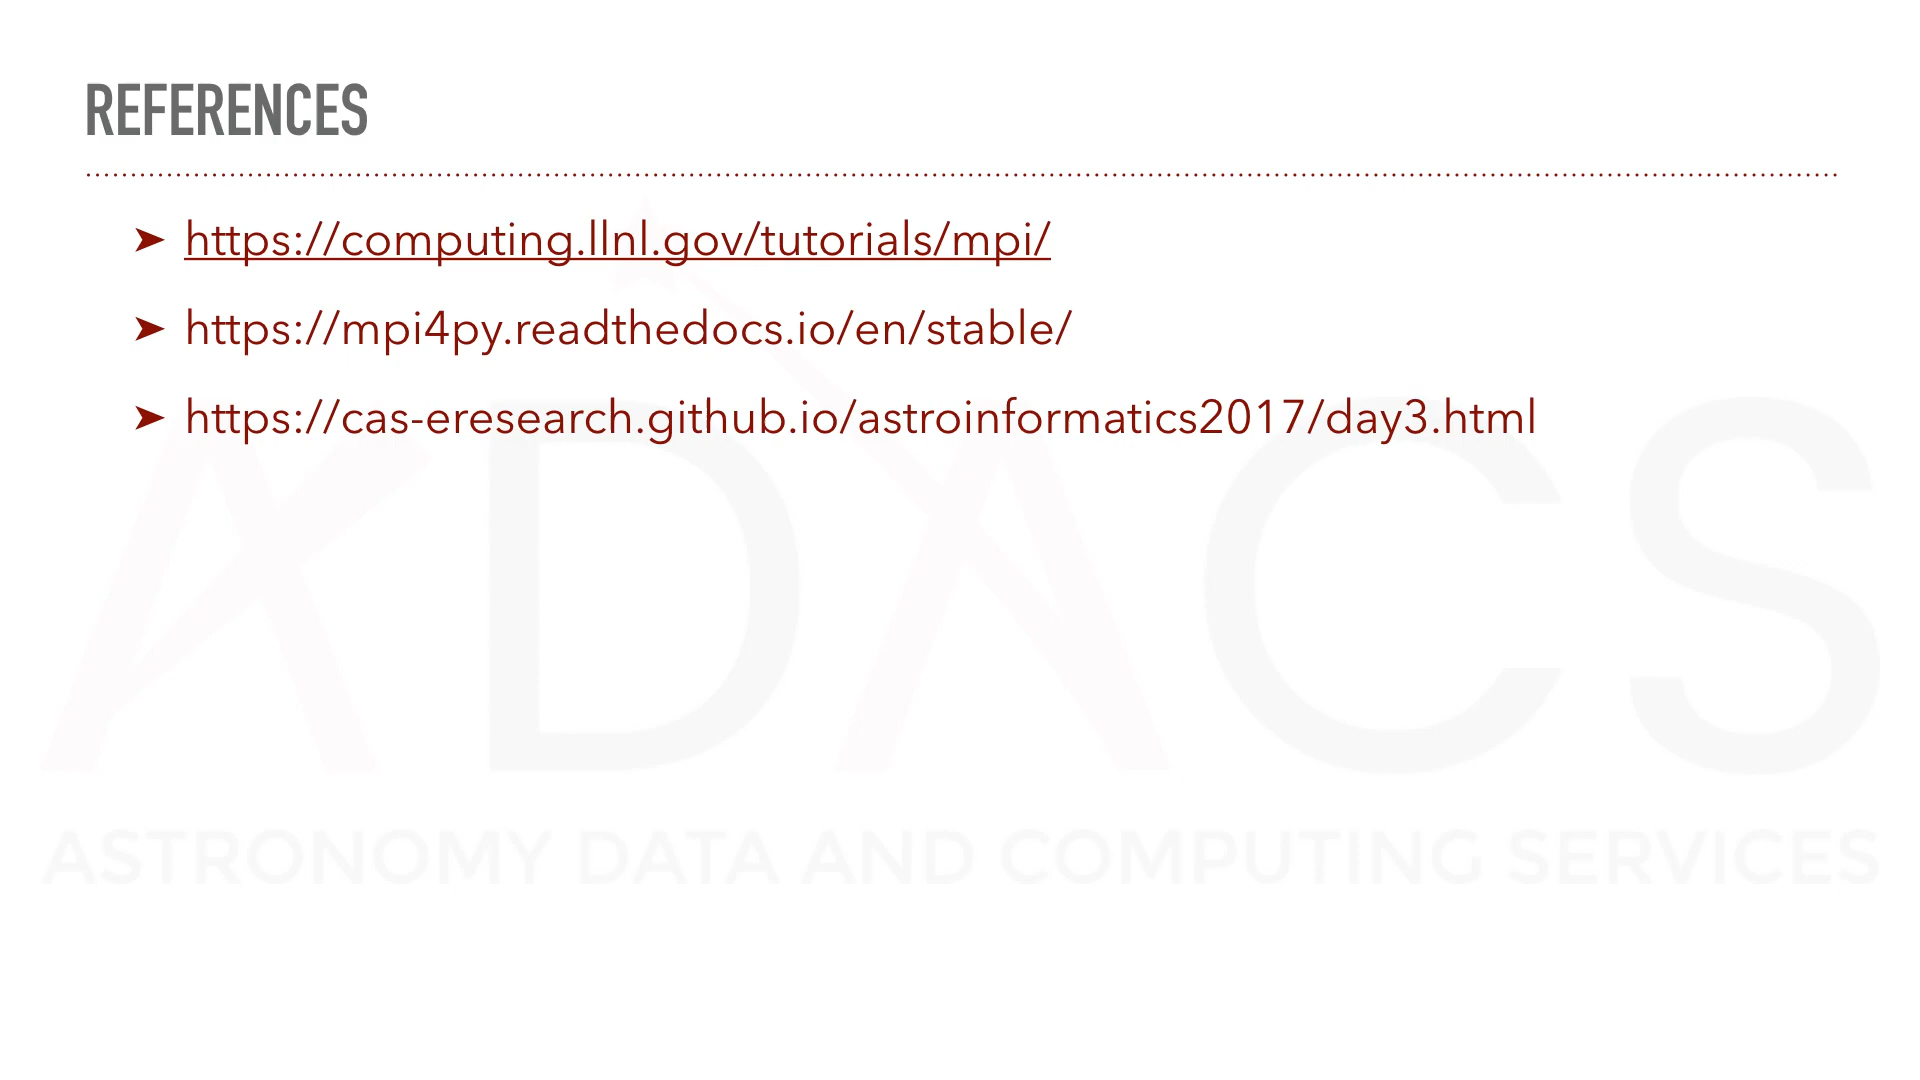 REFERENCES
➤ https://computing.llnl.gov/tutorials/mpi/
➤ https://mpi4py.readthedocs.io/en/stable/
➤ https://cas-eresearch.github.io/astroinformatics2017/day3.html
ADACS
ASTRONOMY DATA AND COMPUTING SERVICES